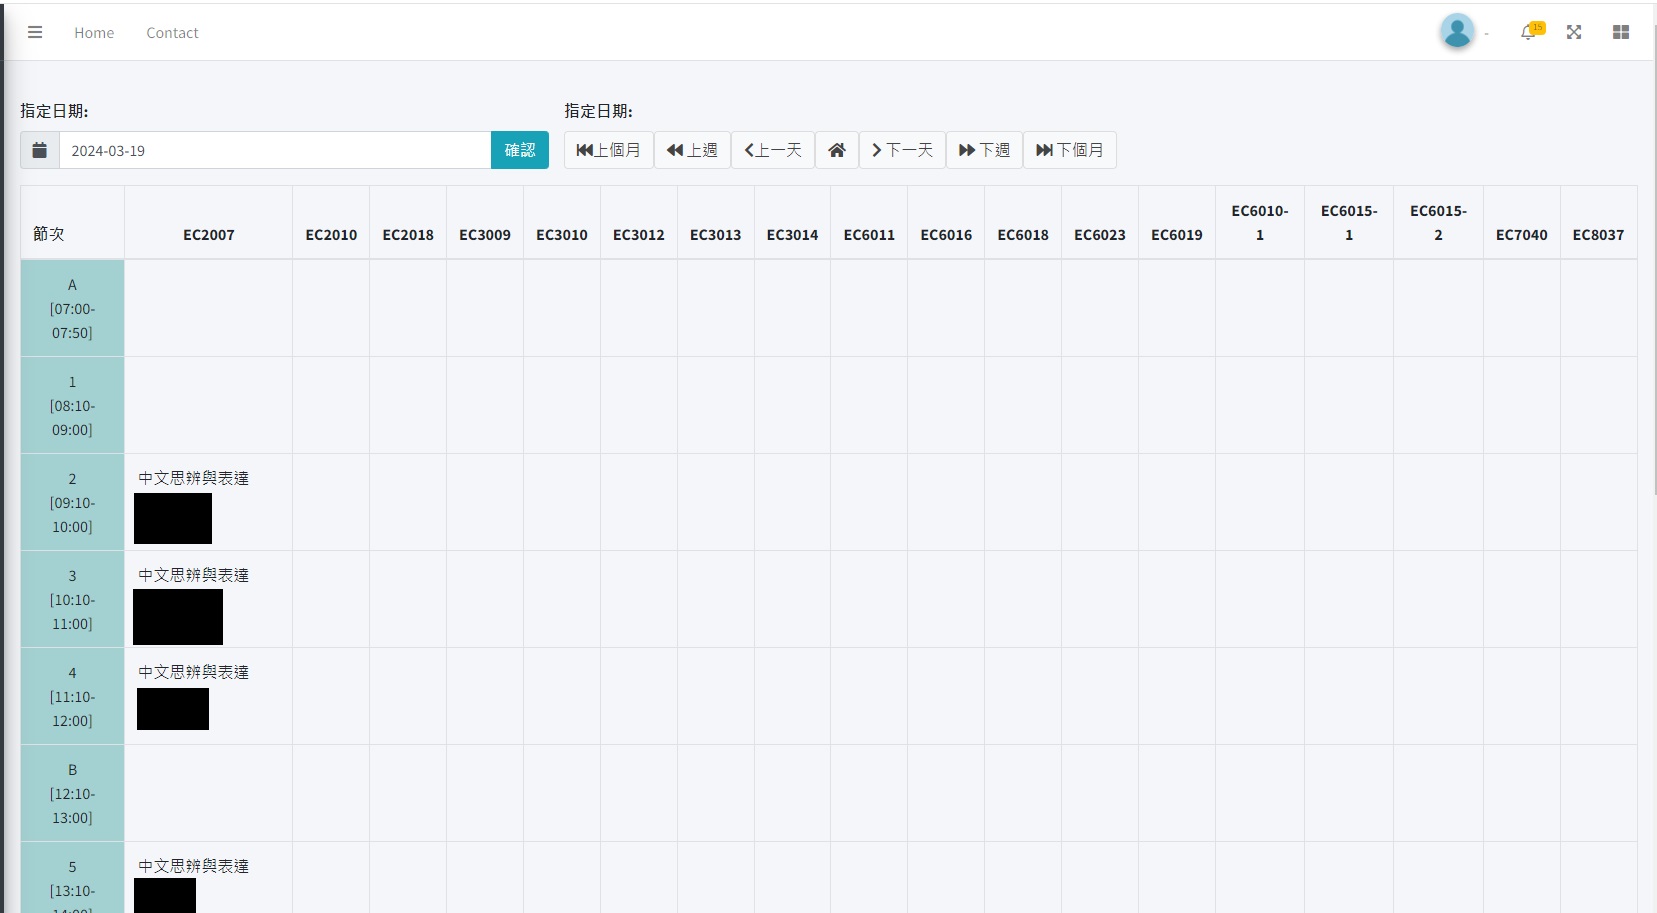 Home
Contact
-
15
指定日期:
指定日期:
2024-03-19
確認
上個月
上週
上一天
下一天
下週
下個月
節次
EC2007
EC2010
EC2018
EC3009
EC3010
EC3012
EC3013
EC3014
EC6011
EC6016
EC6018
EC6023
EC6019
EC6010-
1
EC6015-
1
EC6015-
2
EC7040
EC8037
A
[07:00-
07:50]
1
[08:10-
09:00]
2
[09:10-
10:00]
中文思辨與表達
3
[10:10-
11:00]
中文思辨與表達
4
[11:10-
12:00]
中文思辨與表達
B
[12:10-
13:00]
5
[13:10-
14:00]
中文思辨與表達